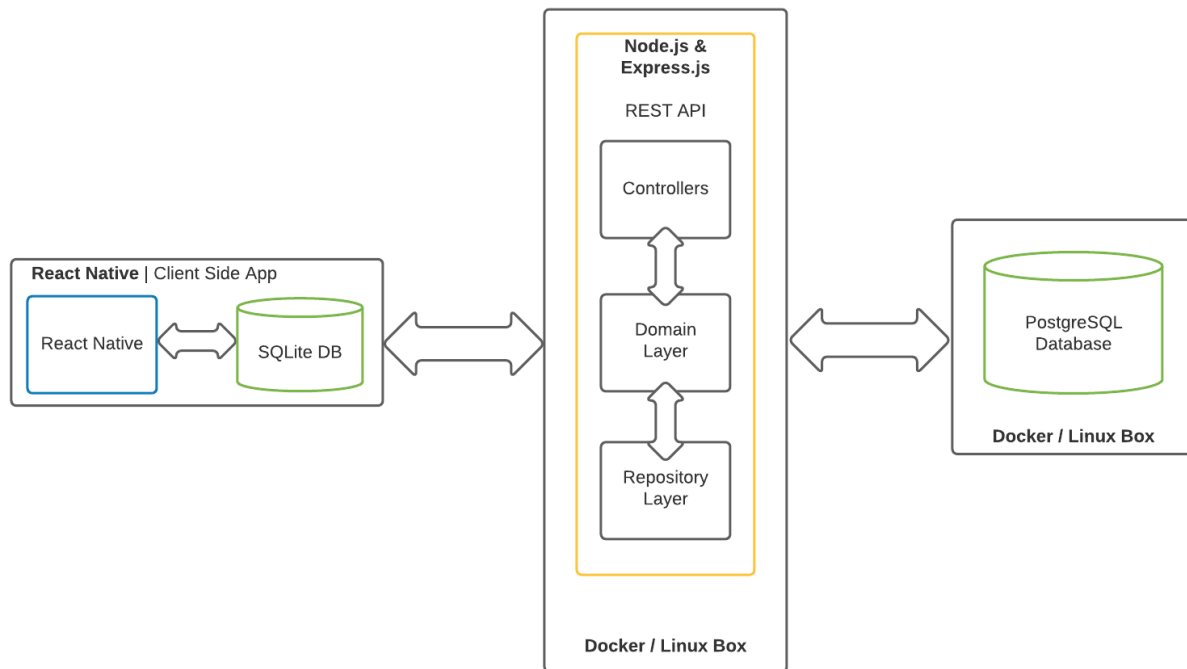 React Native | Client Side App
React Native
SQLite DB
Node.js &
Express.js
REST API
Controllers
Domain
Layer
Repository
Layer
Docker / Linux Box
PostgreSQL
Database
Docker / Linux Box